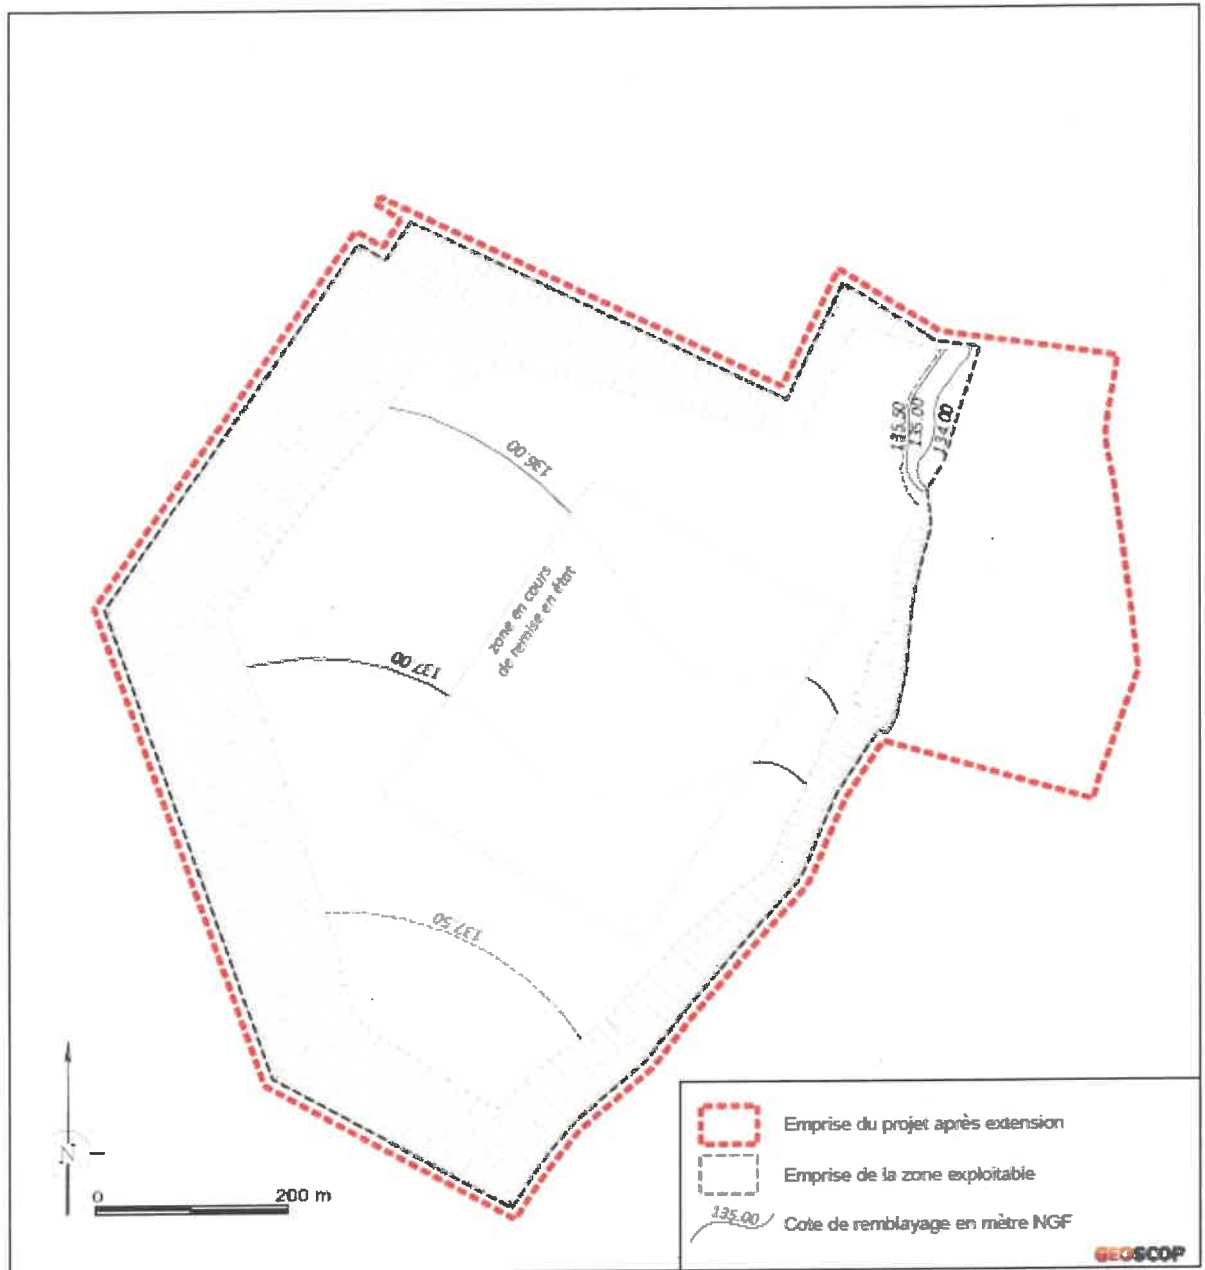 135.50
135.00
134.00
136.00
zone en cours
de remise en état
137.00
137.50
N
0
200 m
Emprise du projet après extension
Emprise de la zone exploitable
135.00
Cote de remblayage en mètre NGF
GEOSCOP